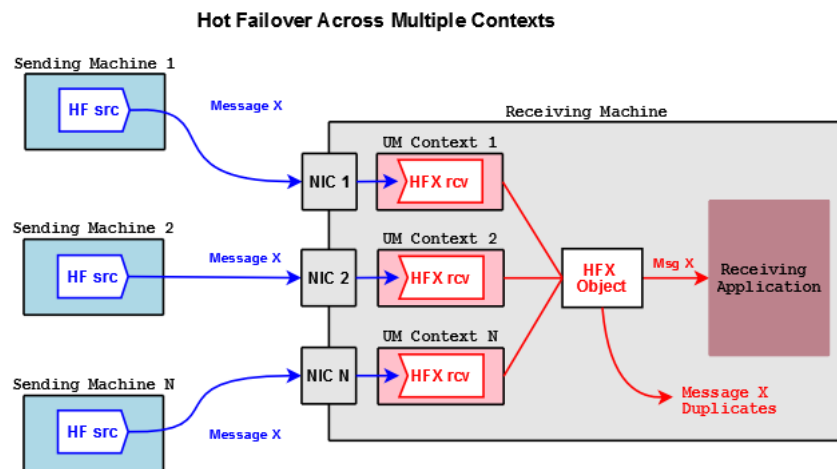 Hot Failover Across Multiple Contexts
Sending Machine 1
HF src
Message X
Receiving Machine
UM Context 1
NIC 1
HFX rcv
Sending Machine 2
HF src
Message X
UM Context 2
NIC 2
HFX rcv
HFX
Object
Msg X
Receiving
Application
UM Context N
NIC N
HFX rcv
Sending Machine N
HF src
Message X
Message X
Duplicates